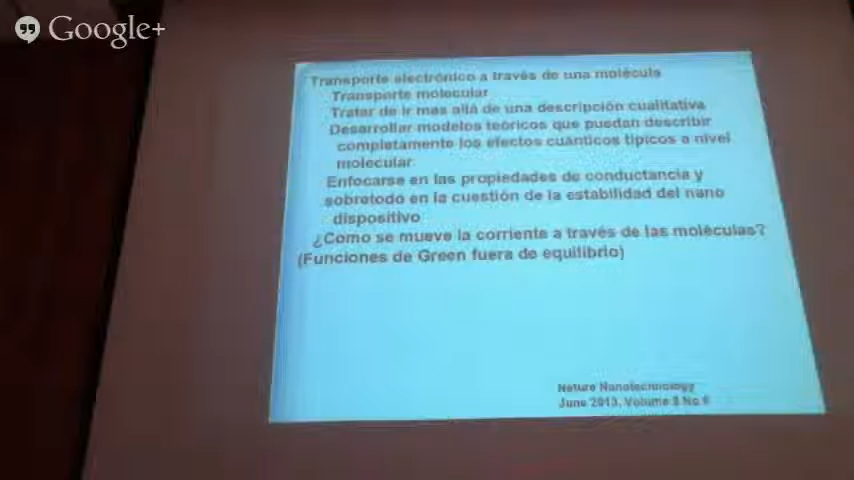 Google+
Transporte electrónico a través de una molécula
Transporte molecular
Tratar de ir mas allá de una descripción cualitativa
Desarrollar modelos teóricos que puedan describir
completamente los efectos cuánticos típicos a nivel
molecular
Enfocarse en las propiedades de conductancia y
sobretodo en la cuestión de la estabilidad del nano
dispositivo
¿Como se mueve la corriente a través de las moléculas?
(Funciones de Green fuera de equilibrio)
Nature Nanotechnology
June 2013, Volume 8 No 6